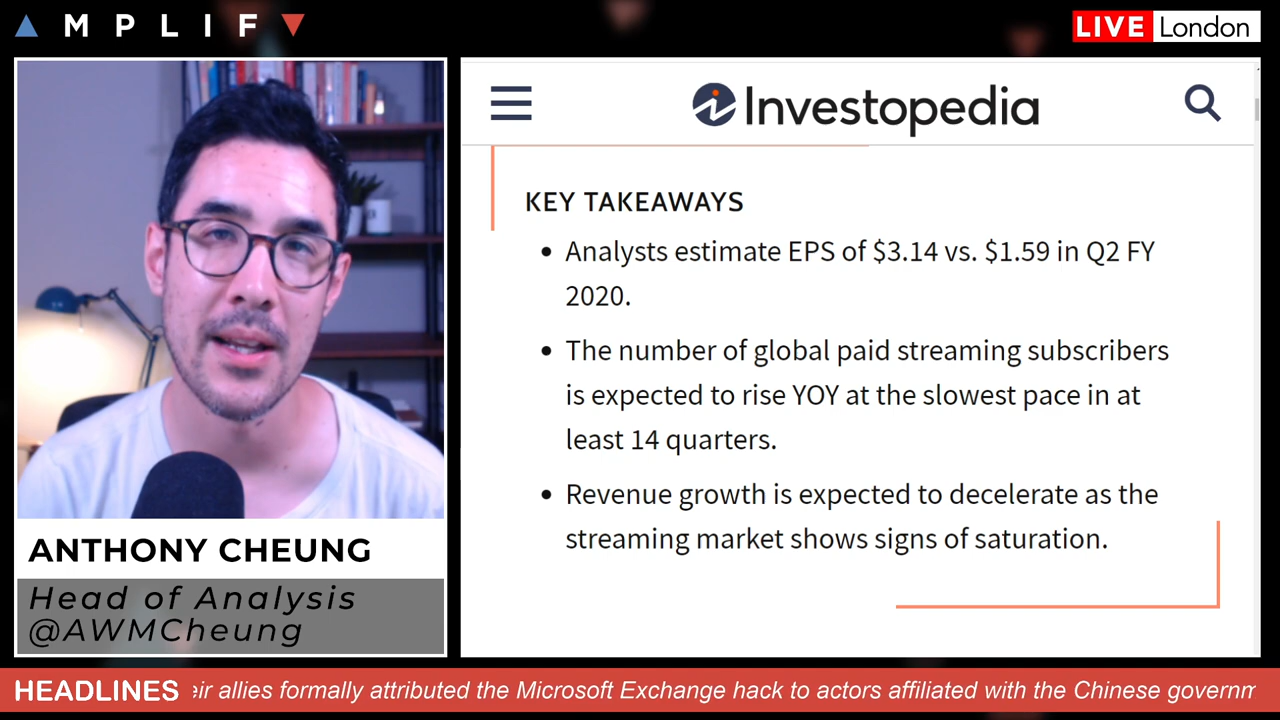 AMPLIFY
LIVE London
Investopedia
KEY TAKEAWAYS
• Analysts estimate EPS of $3.14 vs. $1.59 in Q2 FY
2020.
• The number of global paid streaming subscribers
is expected to rise YOY at the slowest pace in at
least 14 quarters.
• Revenue growth is expected to decelerate as the
streaming market shows signs of saturation.
ANTHONY CHEUNG
Head of Analysis
@AWMCheung
HEADLINES eir allies formally attributed the Microsoft Exchange hack to actors affiliated with the Chinese governm